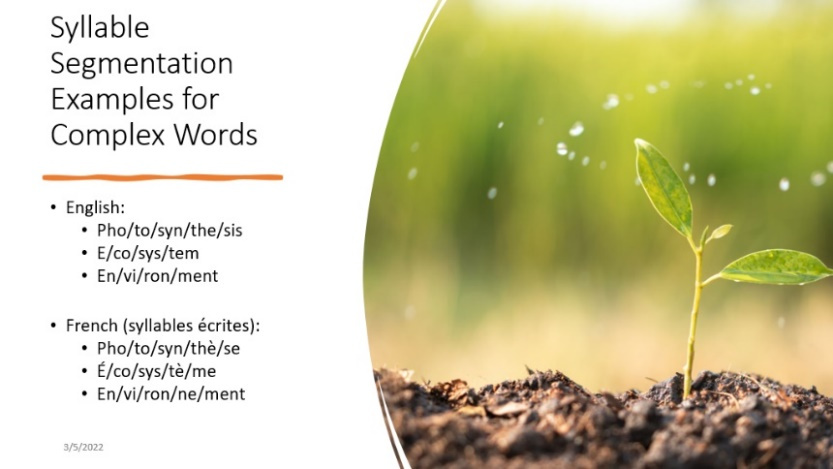 Syllable
Segmentation
Examples for
Complex Words
• English:
• Pho/to/syn/the/sis
• E/co/sys/tem
• En/vi/ron/ment
• French (syllables écrites):
• Pho/to/syn/thè/se
• É/co/sys/tè/me
• En/vi/ron/ne/ment
3/5/2022